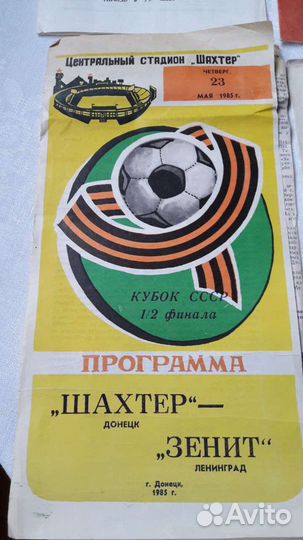 ЦЕНТРАЛЬНЫЙ СТАДИОН „ШАХТЕР"
ЧЕТВЕРГ
23
МАЯ 1985 г.
КУБОК СССР
1/2 финала
ПРОГРАММА
„ШАХТЕР"—
ДОНЕЦК
„ЗЕНИТ"
ЛЕНИНГРАД
г. Донецк,
1985 г.
Avito